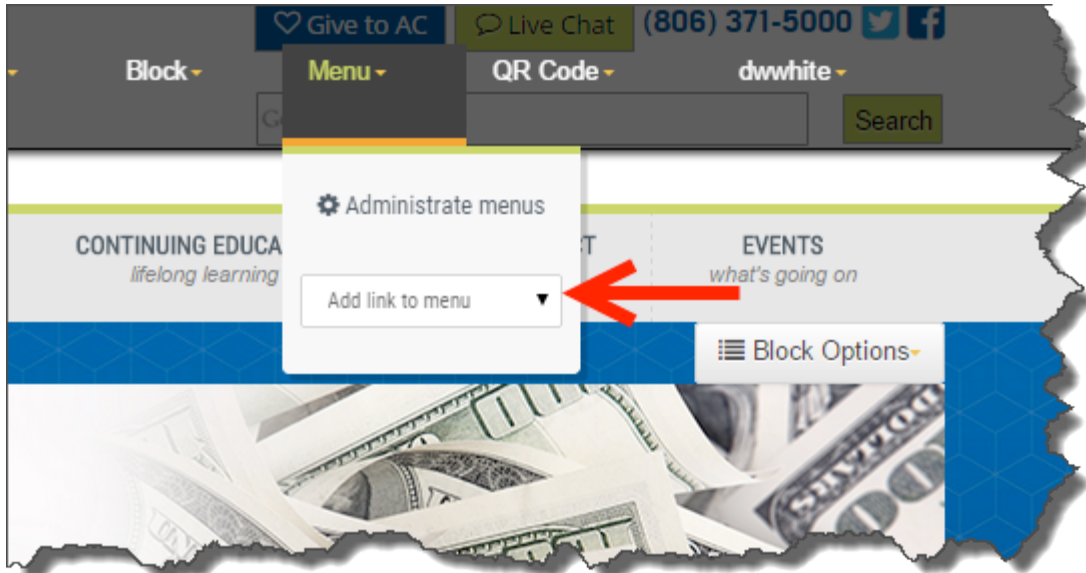 Give to AC
Live Chat
(806) 371-5000
Block
Menu
QR Code
dwwhite
Search
Administrate menus
CONTINUING EDUCA
lifelong learning
Add link to menu
EVENTS
what's going on
Block Options